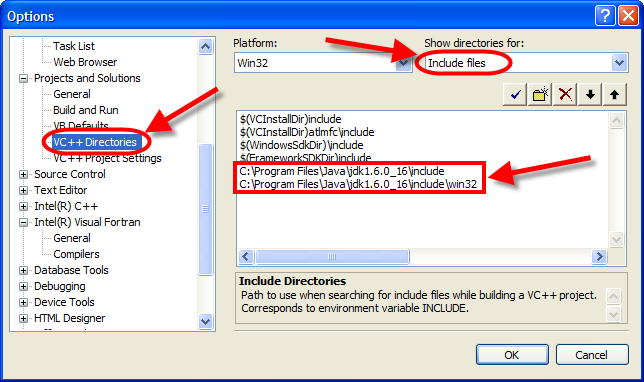 Options
Task List
Web Browser
Projects and Solutions
General
Build and Run
VB Defaults
VC++ Directories
VC++ Project Settings
Source Control
Text Editor
Intel(R) C++
Intel(R) Visual Fortran
General
Compilers
Database Tools
Debugging
Device Tools
HTML Designer
Platform:
Win32
Show directories for:
Include files
$(VCInstallDir)include
$(VCInstallDir)atlmfc\include
$(WindowsSdkDir)\include
$(FrameworkSDKDir)include
C:\Program Files\Java\jdk1.6.0_16\include
C:\Program Files\Java\jdk1.6.0_16\include\win32
Include Directories
Path to use when searching for include files while building a VC++ project.
Corresponds to environment variable INCLUDE.
OK
Cancel